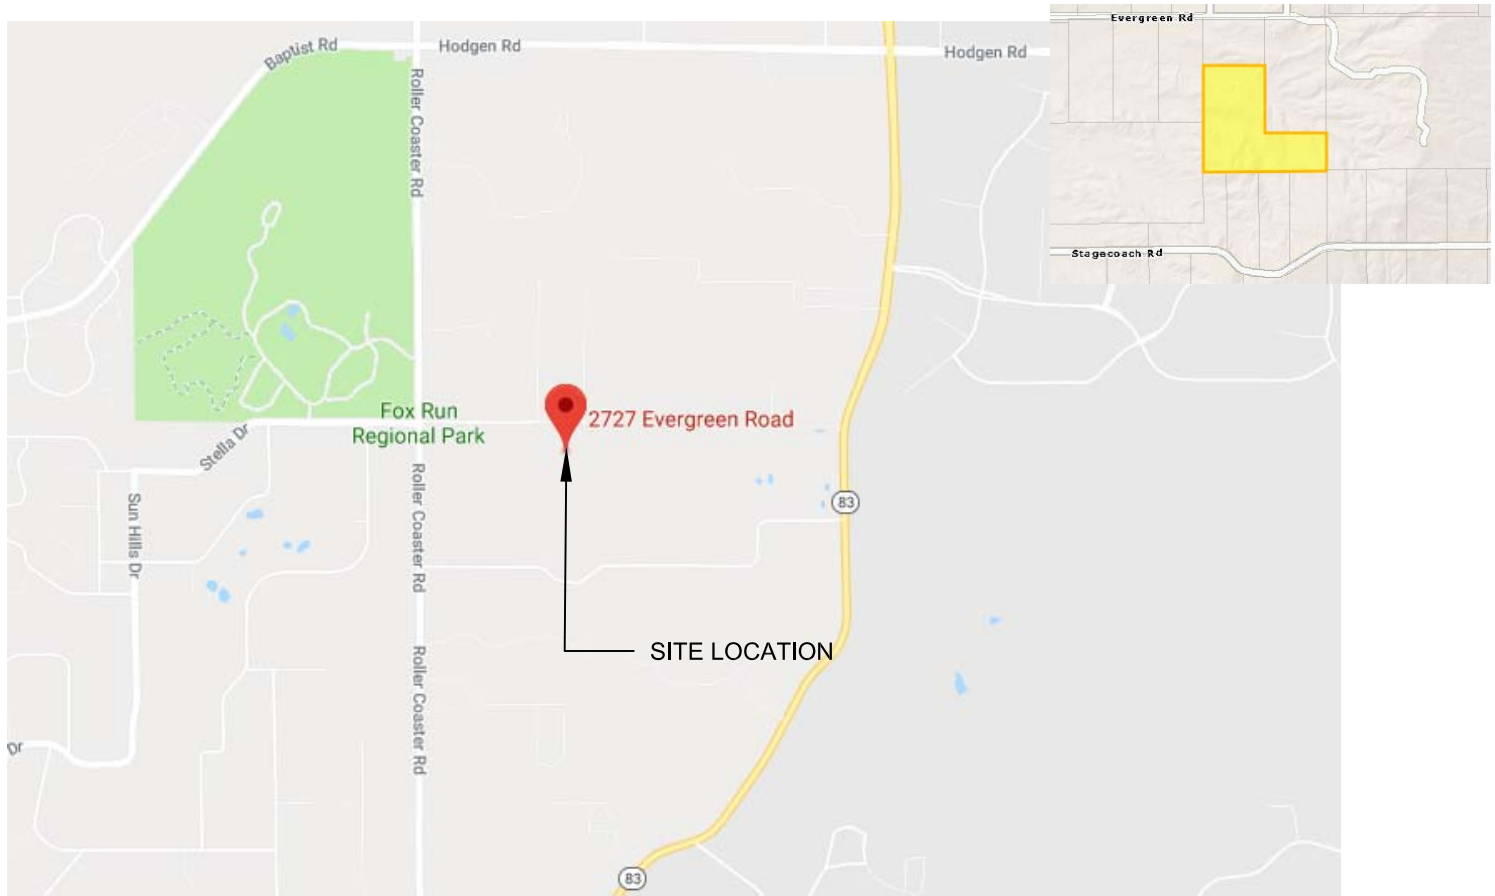 Evergreen Rd
Baptist Rd
Hodgen Rd
Hodgen Rd
Roller Coaster Rd
Stagecoach Rd
Fox Run
Regional Park
2727 Evergreen Road
Stella Dr
Roller Coaster Rd
Sun Hills Dr
83
SITE LOCATION
Roller Coaster Rd
Dr
83